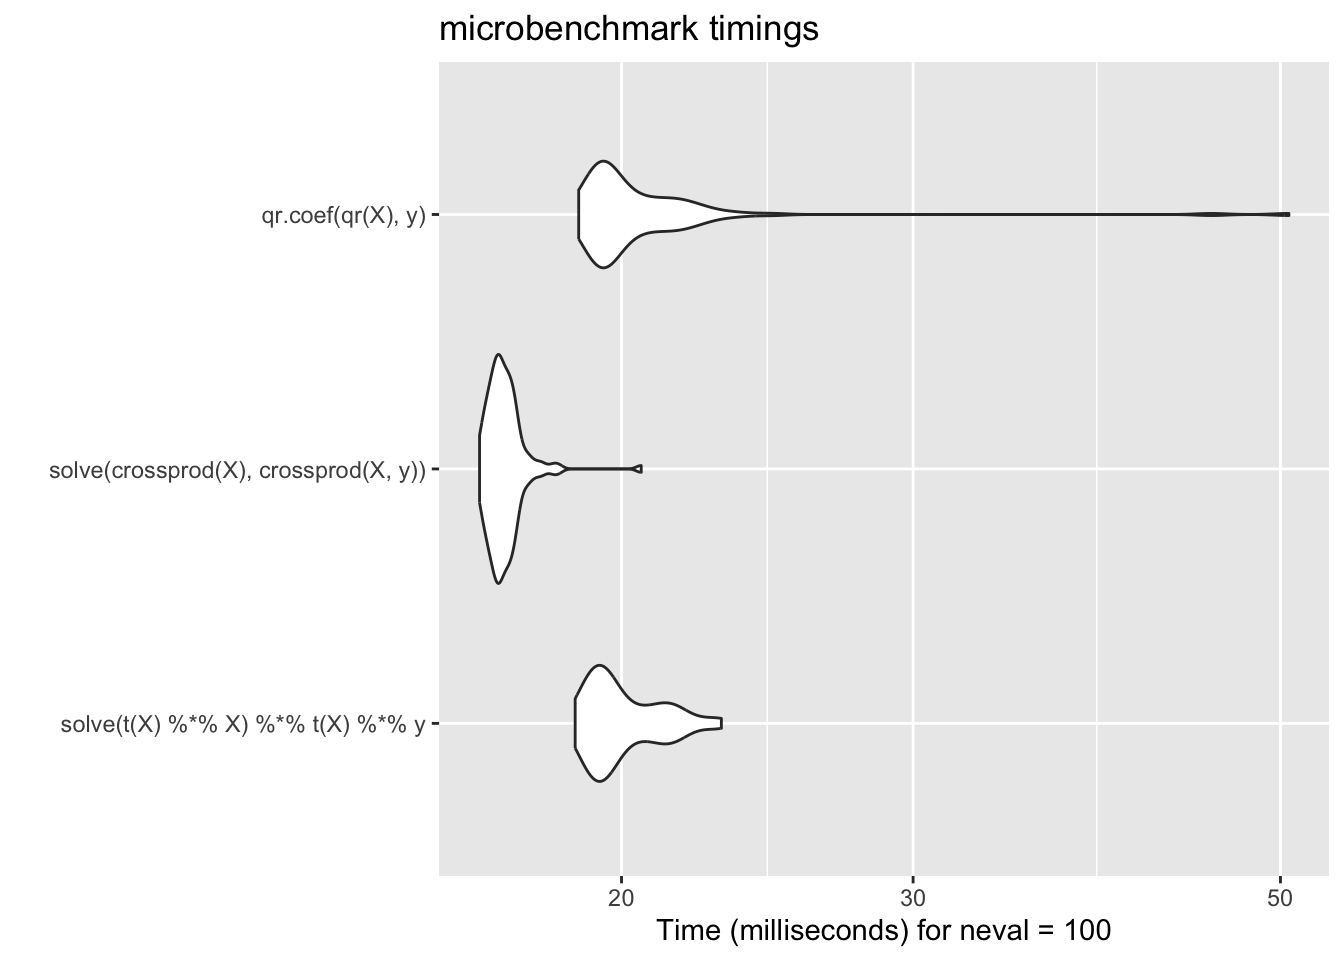 microbenchmark timings
qr.coef(qr(X), y)
solve(crossprod(X), crossprod(X, y))
solve(t(X) %*% X) %*% t(X) %*% y
20 30 50
Time (milliseconds) for neval = 100